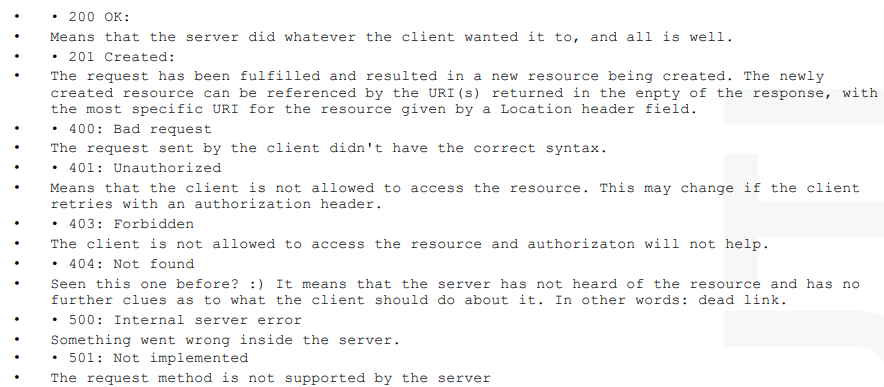 • • 200 OK:
• Means that the server did whatever the client wanted it to, and all is well.
• • 201 Created:
• The request has been fulfilled and resulted in a new resource being created. The newly
created resource can be referenced by the URI(s) returned in the enpty of the response, with
the most specific URI for the resource given by a Location header field.
• • 400: Bad request
• The request sent by the client didn't have the correct syntax.
• • 401: Unauthorized
• Means that the client is not allowed to access the resource. This may change if the client
retries with an authorization header.
• • 403: Forbidden
• The client is not allowed to access the resource and authorizaton will not help.
• • 404: Not found
• Seen this one before? :) It means that the server has not heard of the resource and has no
further clues as to what the client should do about it. In other words: dead link.
• • 500: Internal server error
• Something went wrong inside the server.
• • 501: Not implemented
• The request method is not supported by the server